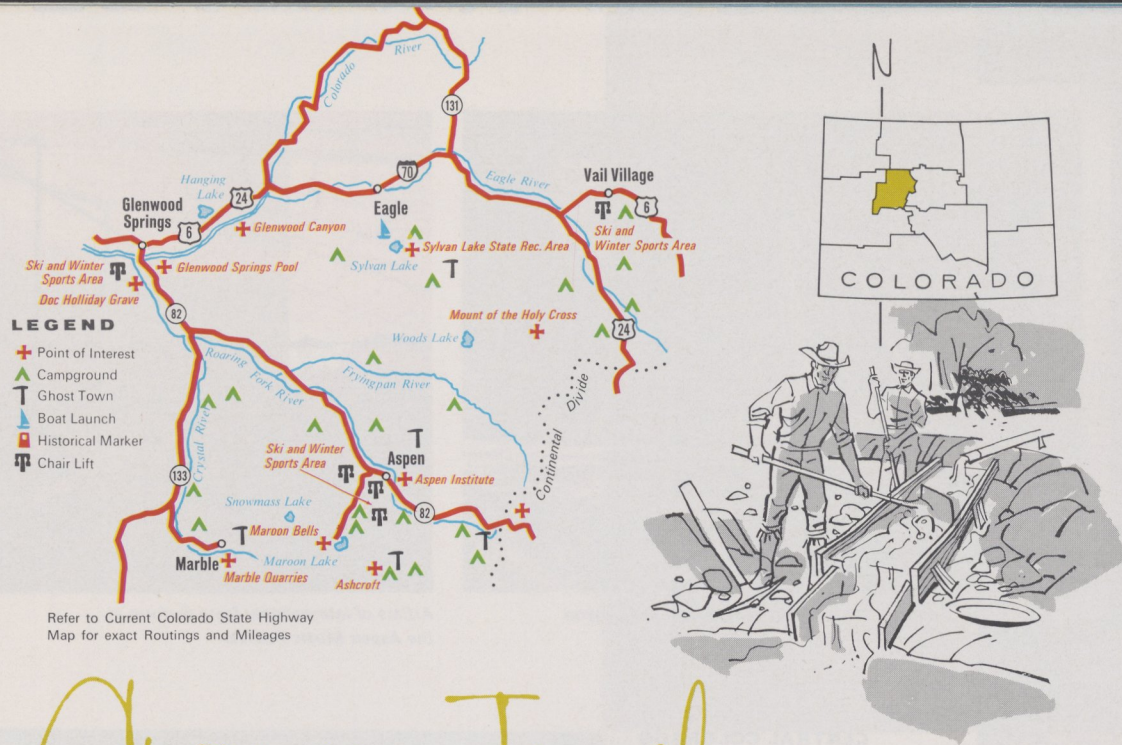 Colorado
River
131
N
COLORADO
Hanging
Lake
24
70
Eagle River
Vail Village
6
Glenwood
Springs
6
Eagle
Glenwood Canyon
Ski and
Winter Sports Area
Sylvan Lake State Rec. Area
Sylvan Lake
Ski and Winter
Sports Area
Glenwood Springs Pool
Doc Holliday Grave
82
Mount of the Holy Cross
24
Woods Lake
LEGEND
Point of Interest
Campground
Ghost Town
Boat Launch
Historical Marker
Chair Lift
Roaring
Fork River
Fryingpan River
Continental
Divide
Crystal River
Ski and Winter
Sports Area
Aspen
Aspen Institute
133
Snowmass Lake
82
Maroon Bells
Maroon Lake
Marble
Marble Quarries
Ashcroft
Refer to Current Colorado State Highway
Map for exact Routings and Mileages